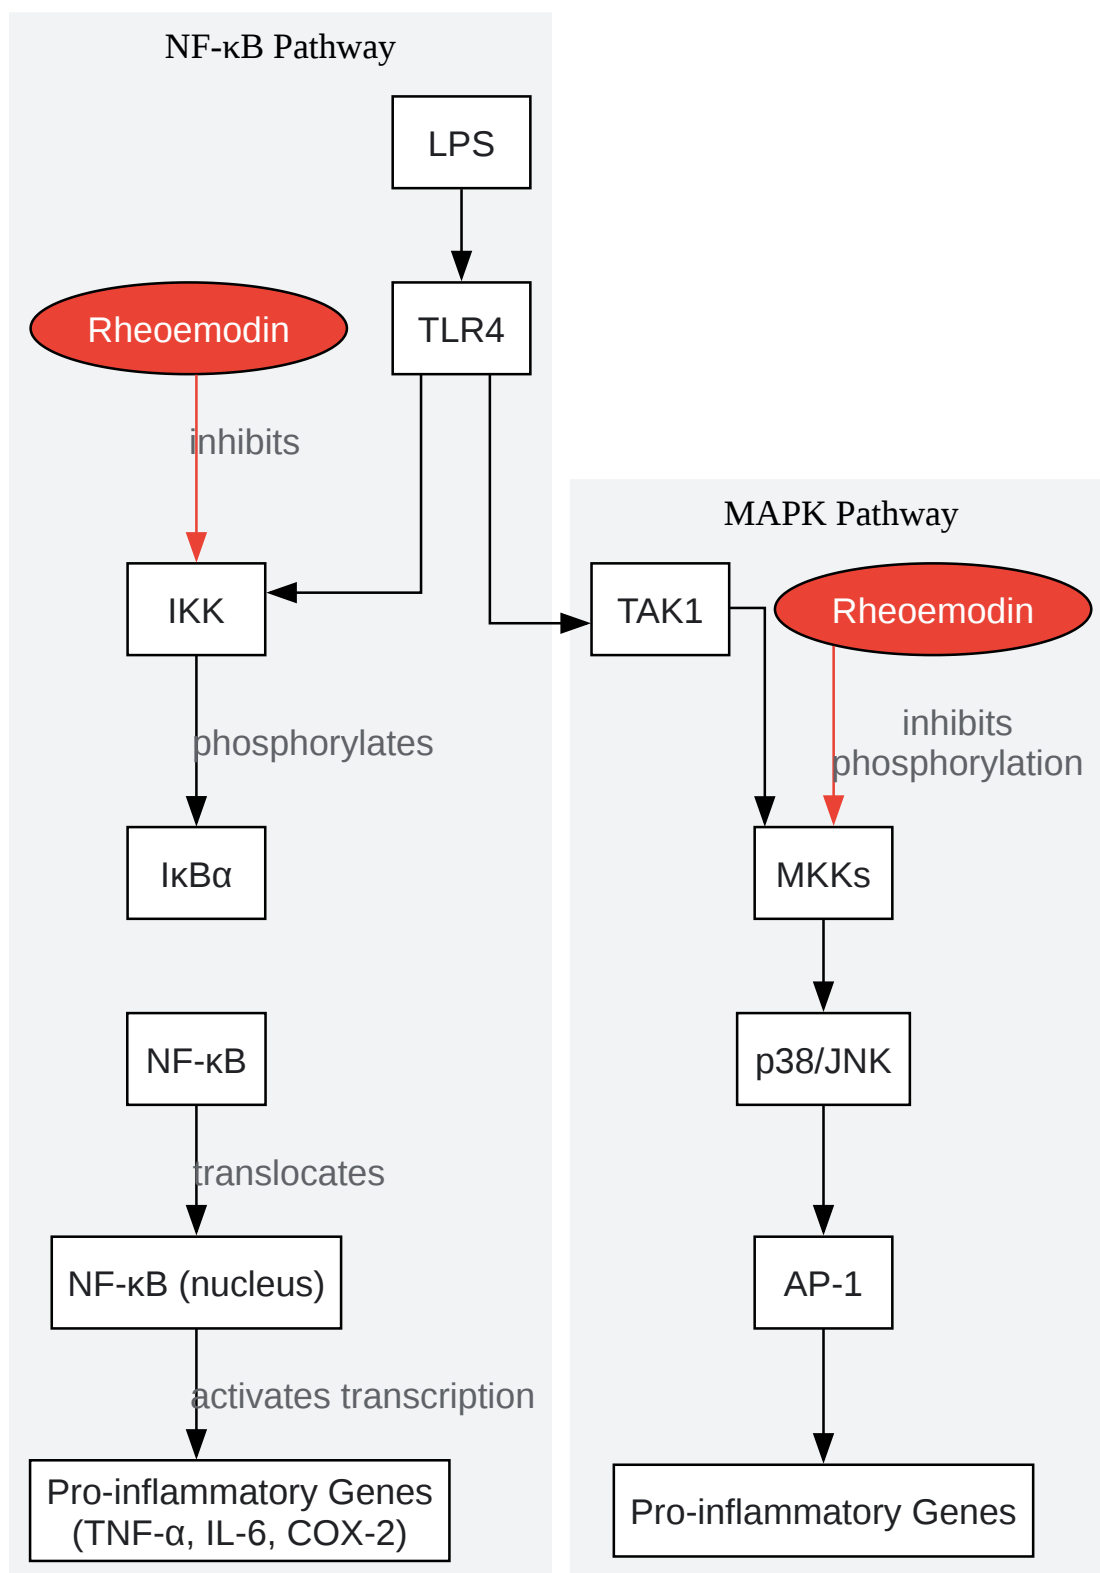 NF-κB Pathway
LPS
Rheoemodin
TLR4
inhibits
IKK
phosphorylates
IκBα
NF-κB
translocates
NF-κB (nucleus)
activates transcription
Pro-inflammatory Genes
(TNF-α, IL-6, COX-2)
MAPK Pathway
TAK1
Rheoemodin
inhibits
phosphorylation
MKKs
p38/JNK
AP-1
Pro-inflammatory Genes